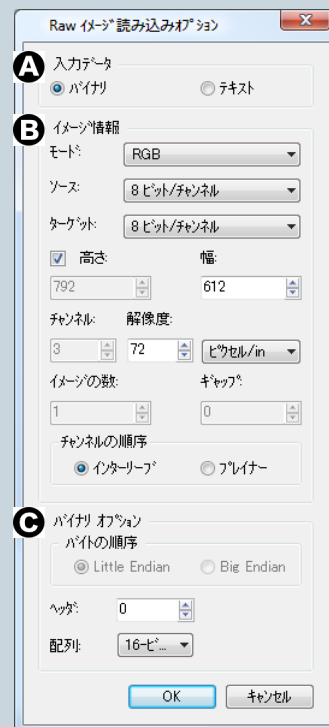 Raw ｲﾒｰｼﾞ読み込みｵﾌﾟｼｮﾝ
A 入力ﾃﾞｰﾀ
ﾊﾞｲﾅﾘ ﾃｷｽﾄ
B ｲﾒｰｼﾞ情報
ﾓｰﾄﾞ: RGB
ｿｰｽ: 8 ﾋﾞｯﾄ/ﾁｬﾝﾈﾙ
ﾀｰｹﾞｯﾄ: 8 ﾋﾞｯﾄ/ﾁｬﾝﾈﾙ
高さ: 幅:
792 612
ﾁｬﾝﾈﾙ: 解像度:
3 72 ﾋﾟｸｾﾙ/in
ｲﾒｰｼﾞの数: ｷﾞｬｯﾌﾟ:
1 0
ﾁｬﾝﾈﾙの順序
ｲﾝﾀｰﾘｰﾌﾞ ﾌﾟﾚｲﾅｰ
C ﾊﾞｲﾅﾘ ｵﾌﾟｼｮﾝ
ﾊﾞｲﾄの順序
Little Endian Big Endian
ﾍｯﾀﾞ: 0
配列: 16-ﾋﾞ...
OK ｷｬﾝｾﾙ